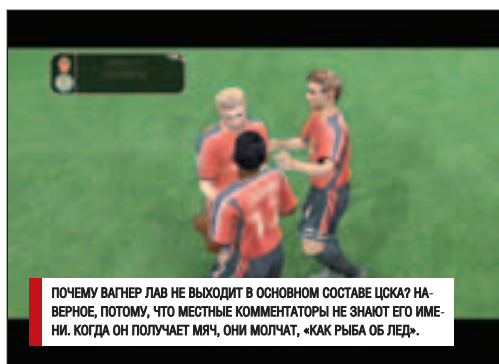 ПОЧЕМУ ВАГНЕР ЛАВ НЕ ВЫХОДИТ В ОСНОВНОМ СОСТАВЕ ЦСКА? НА-
ВЕРНОЕ, ПОТОМУ, ЧТО МЕСТНЫЕ КОММЕНТАТОРЫ НЕ ЗНАЮТ ЕГО ИМЕ-
НИ. КОГДА ОН ПОЛУЧАЕТ МЯЧ, ОНИ МОЛЧАТ, «КАК РЫБА ОБ ЛЕД».